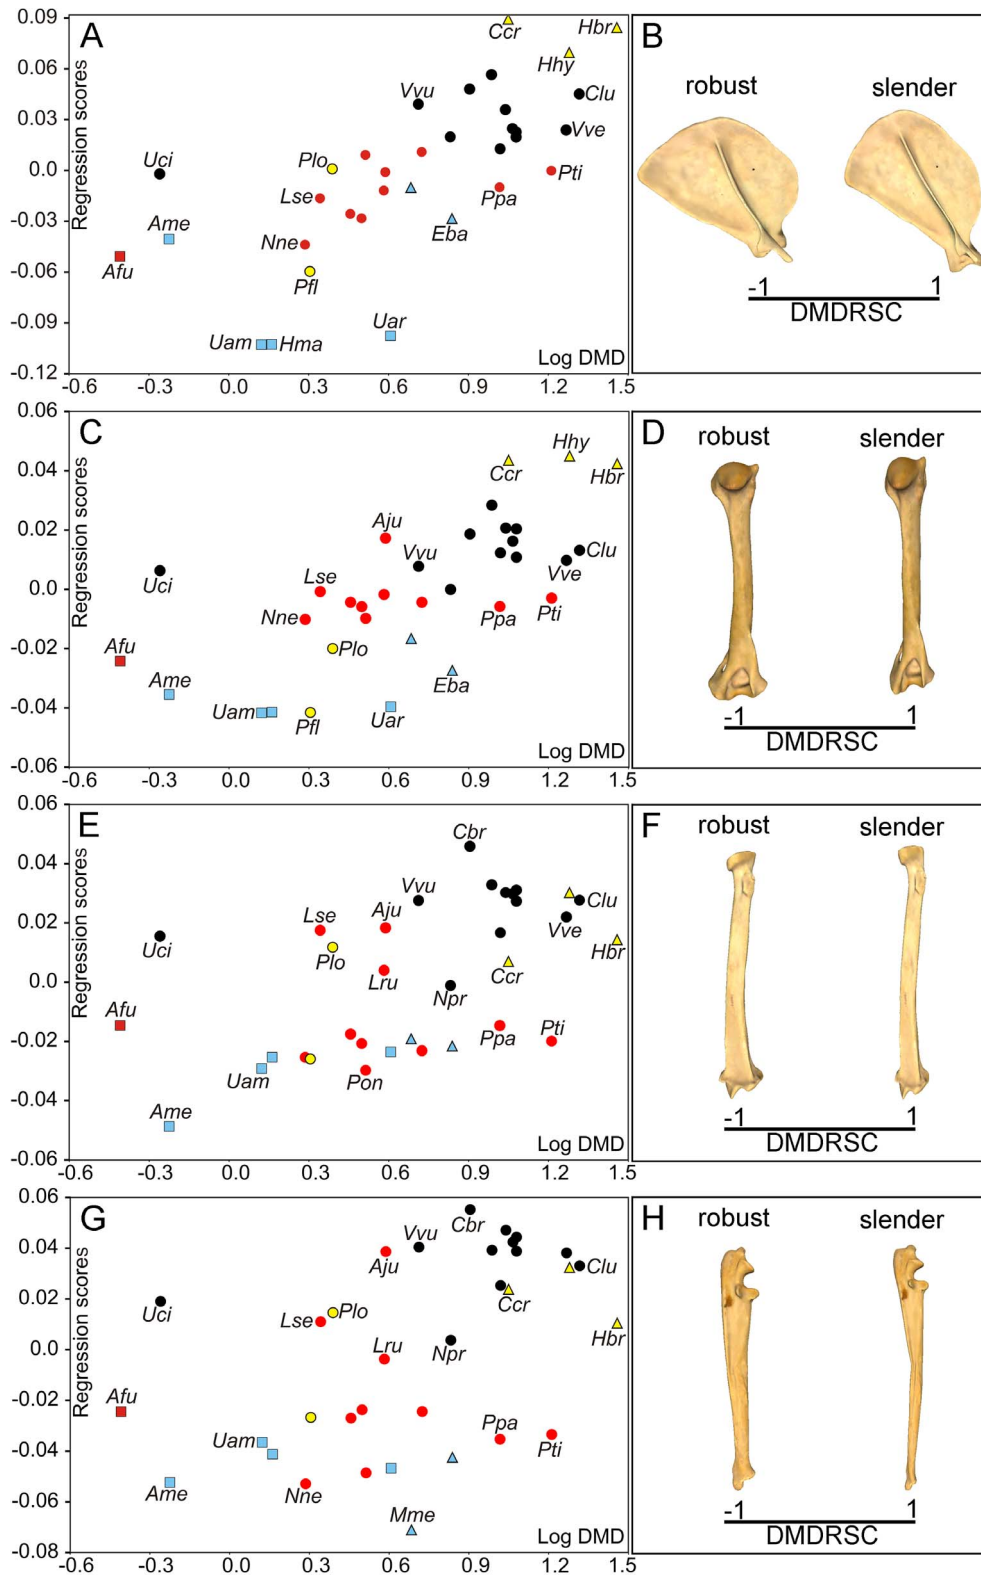 A
0.09
0.06
0.03
0.0
-0.03
-0.06
-0.09
-0.12
Regression scores
Ccr
Hbr
Hhy
Vvu
Clu
Uci
Plo
Vve
Lse
Ppa
Pti
Ame
Eba
Nne
Afu
Pfl
Uar
Uam
Hma
Log DMD
-0.6
-0.3
0.0
0.3
0.6
0.9
1.2
1.5
B
robust
slender
-1
1
DMDRSC
C
0.06
0.04
0.02
0.0
-0.02
-0.04
-0.06
Regression scores
Hhy
Ccr
Hbr
Aju
Vvu
Clu
Vve
Uci
Lse
Nne
Ppa
Pti
Afu
Plo
Ame
Eba
Uam
Pfl
Uar
Log DMD
-0.6
-0.3
0.0
0.3
0.6
0.9
1.2
1.5
D
robust
slender
-1
1
DMDRSC
E
0.06
0.04
0.02
0.0
-0.02
-0.04
-0.06
Regression scores
Cbr
Vvu
Clu
Lse
Aju
Vve
Uci
Plo
Hbr
Lru
Ccr
Npr
Afu
Ppa
Pti
Uam
Pon
Ame
Log DMD
-0.6
-0.3
0.0
0.3
0.6
0.9
1.2
1.5
F
robust
slender
-1
1
DMDRSC
G
0.06
0.04
0.02
0.0
-0.02
-0.04
-0.06
-0.08
Regression scores
Cbr
Vvu
Aju
Clu
Uci
Lse
Plo
Ccr
Lru
Npr
Hbr
Afu
Uam
Ppa
Pti
Ame
Nne
Mme
Log DMD
-0.6
-0.3
0.0
0.3
0.6
0.9
1.2
1.5
H
robust
slender
-1
1
DMDRSC